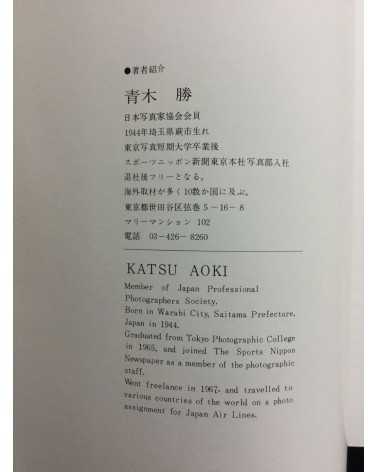 ●著者紹介
青木 勝
日本写真家協会会員
1944年埼玉県蕨市生れ
東京写真短期大学卒業後
スポーツニッポン新聞東京本社写真部入社
退社後フリーとなる。
海外取材が多く10数か国に及ぶ。
東京都世田谷区弦巻5-16-8
マリーマンション 102
電話 03-426-8260
KATSU AOKI
Member of Japan Professional
Photographers Society.
Born in Warabi City, Saitama Prefecture,
Japan in 1944.
Graduated from Tokyo Photographic College
in 1965, and joined The Sports Nippon
Newspaper as a member of the photographic
staff.
Went freelance in 1967, and travelled to
various countries of the world on a photo
assignment for Japan Air Lines.